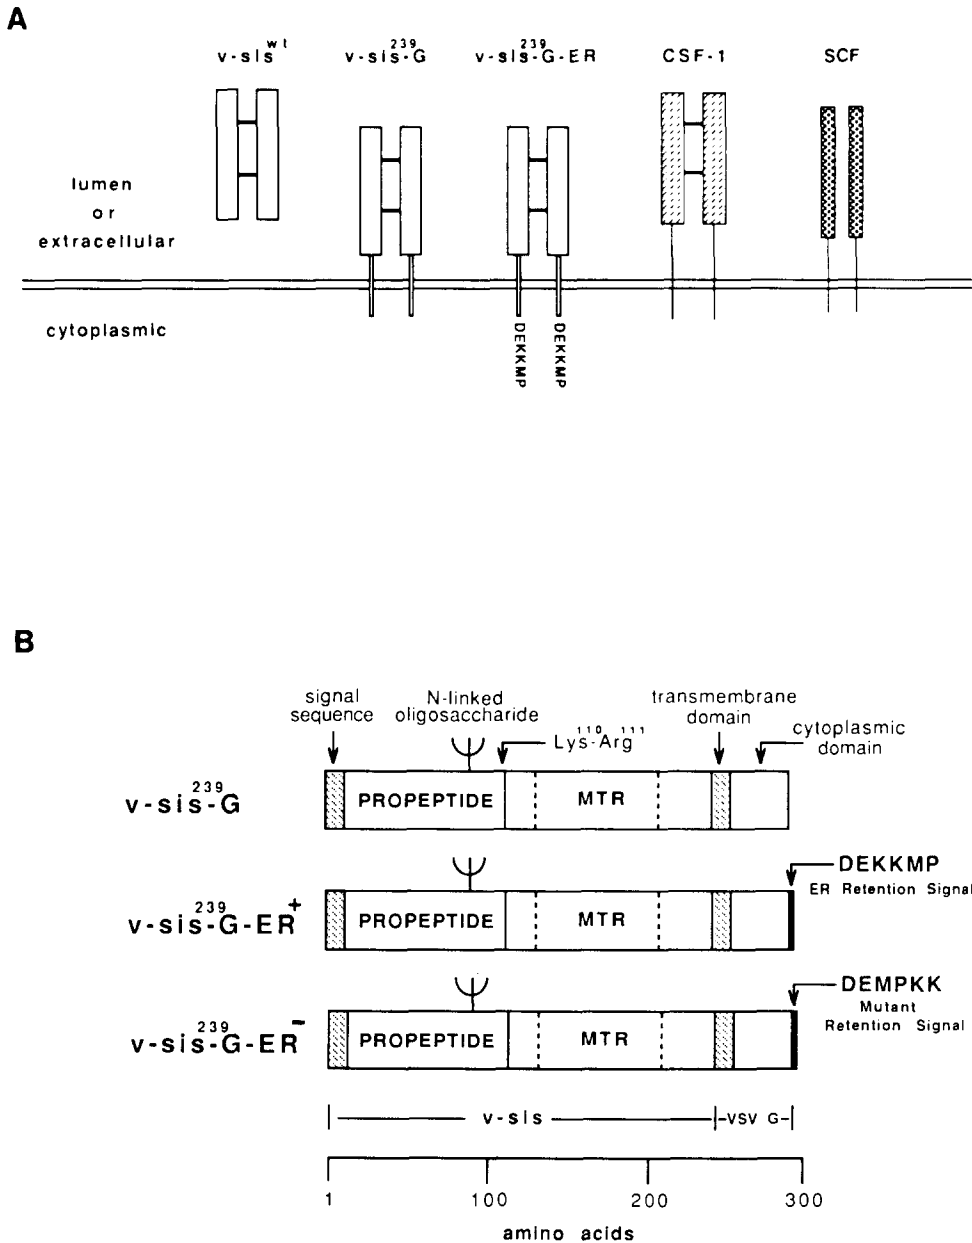 A
v-sis^wt v-sis^239-G v-sis^239-G-ER CSF-1 SCF
lumen
or
extracellular
cytoplasmic
DEKKMP DEKKMP
B
signal
sequence
N-linked
oligosaccharide
Lys^110-Arg^111
transmembrane
domain
cytoplasmic
domain
v-sis^239-G PROPEPTIDE MTR
DEKKMP
ER Retention Signal
v-sis^239-G-ER^+ PROPEPTIDE MTR
DEMPKK
Mutant
Retention Signal
v-sis^239-G-ER^- PROPEPTIDE MTR
v-sis VSV G
1 100 200 300
amino acids